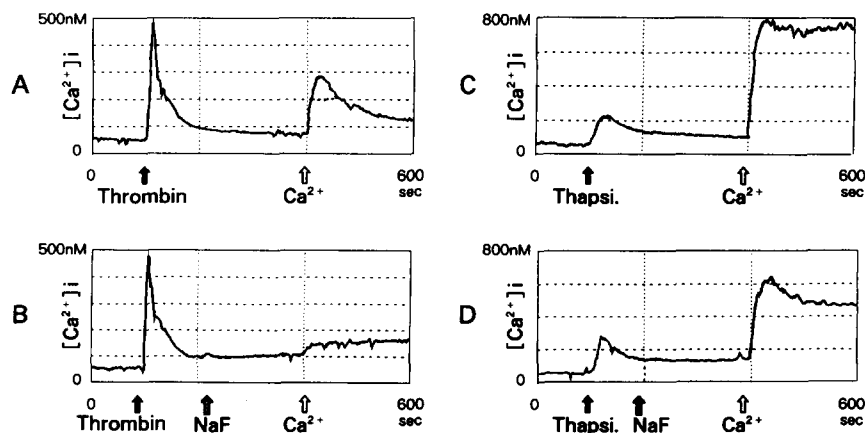 A
500nM
[Ca²⁺]i
0
0
600
sec
Thrombin
Ca²⁺
B
500nM
[Ca²⁺]i
0
0
600
sec
Thrombin
NaF
Ca²⁺
C
800nM
[Ca²⁺]i
0
0
600
sec
Thapsi.
Ca²⁺
D
800nM
[Ca²⁺]i
0
0
600
sec
Thapsi.
NaF
Ca²⁺